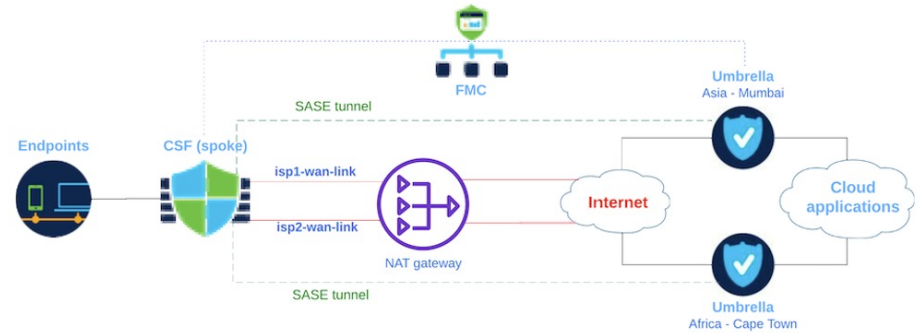 FMC
Umbrella
Asia - Mumbai
SASE tunnel
Endpoints
CSF (spoke)
isp1-wan-link
Internet
Cloud
applications
isp2-wan-link
NAT gateway
SASE tunnel
Umbrella
Africa - Cape Town